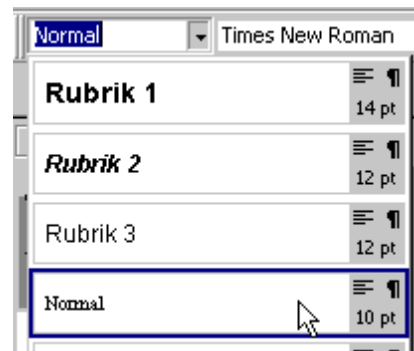 Normal Times New Roman
Rubrik 1 ¶
14 pt
Rubrik 2 ¶
12 pt
Rubrik 3 ¶
12 pt
Normal ¶
10 pt